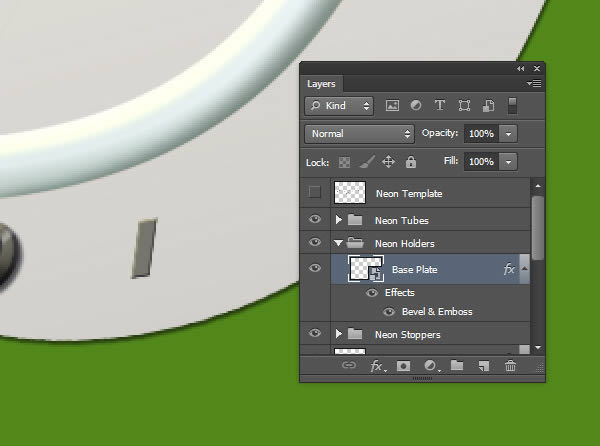 Layers
Kind
Normal Opacity: 100%
Lock: Fill: 100%
Neon Template
Neon Tubes
Neon Holders
Base Plate fx
Effects
Bevel & Emboss
Neon Stoppers
fx